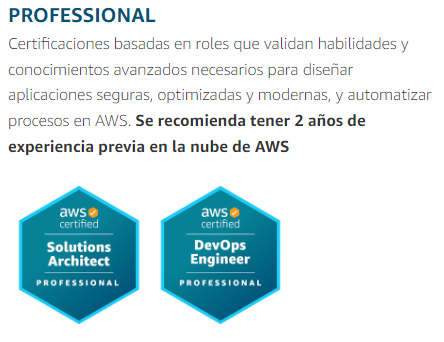 PROFESSIONAL
Certificaciones basadas en roles que validan habilidades y
conocimientos avanzados necesarios para diseñar
aplicaciones seguras, optimizadas y modernas, y automatizar
procesos en AWS. Se recomienda tener 2 años de
experiencia previa en la nube de AWS
aws
certified
Solutions
Architect
PROFESSIONAL
aws
certified
DevOps
Engineer
PROFESSIONAL